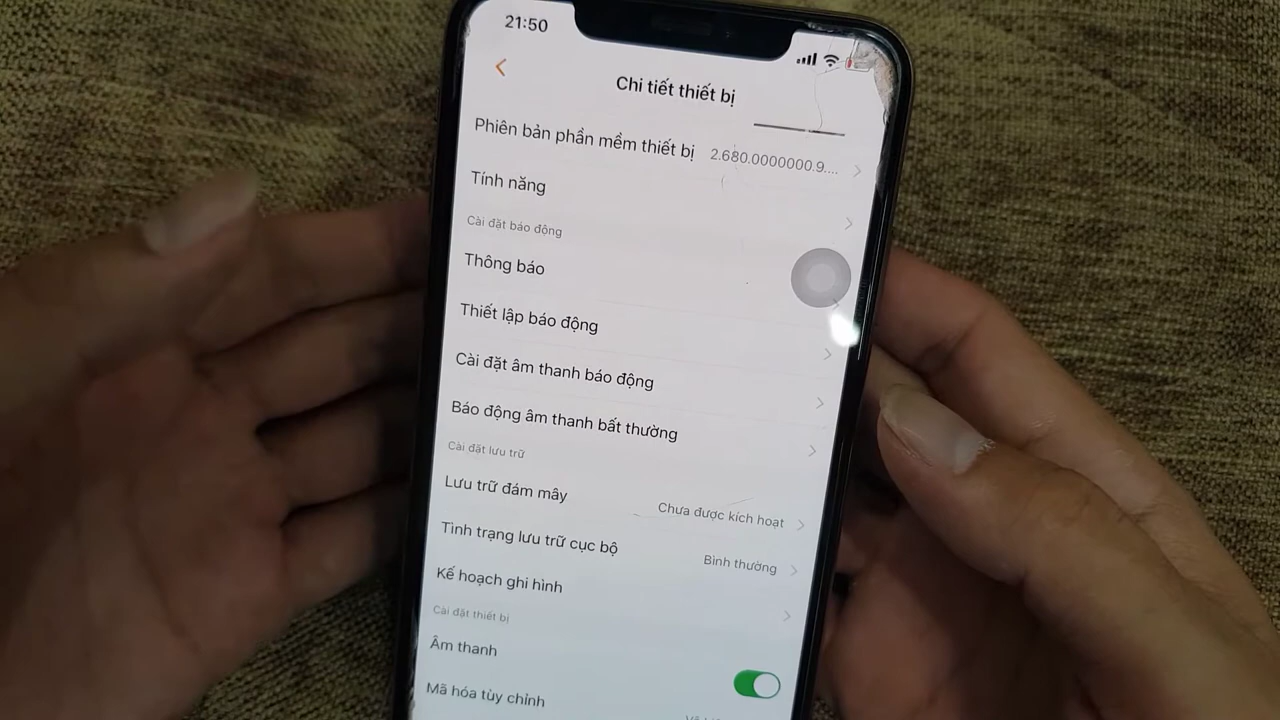 21:50
Chi tiết thiết bị
Phiên bản phần mềm thiết bị 2.680.0000000.9....
Tính năng
Cài đặt báo động
Thông báo
Thiết lập báo động
Cài đặt âm thanh báo động
Báo động âm thanh bất thường
Cài đặt lưu trữ
Lưu trữ đám mây Chưa được kích hoạt
Tình trạng lưu trữ cục bộ Bình thường
Kế hoạch ghi hình
Cài đặt thiết bị
Âm thanh
Mã hóa tùy chỉnh